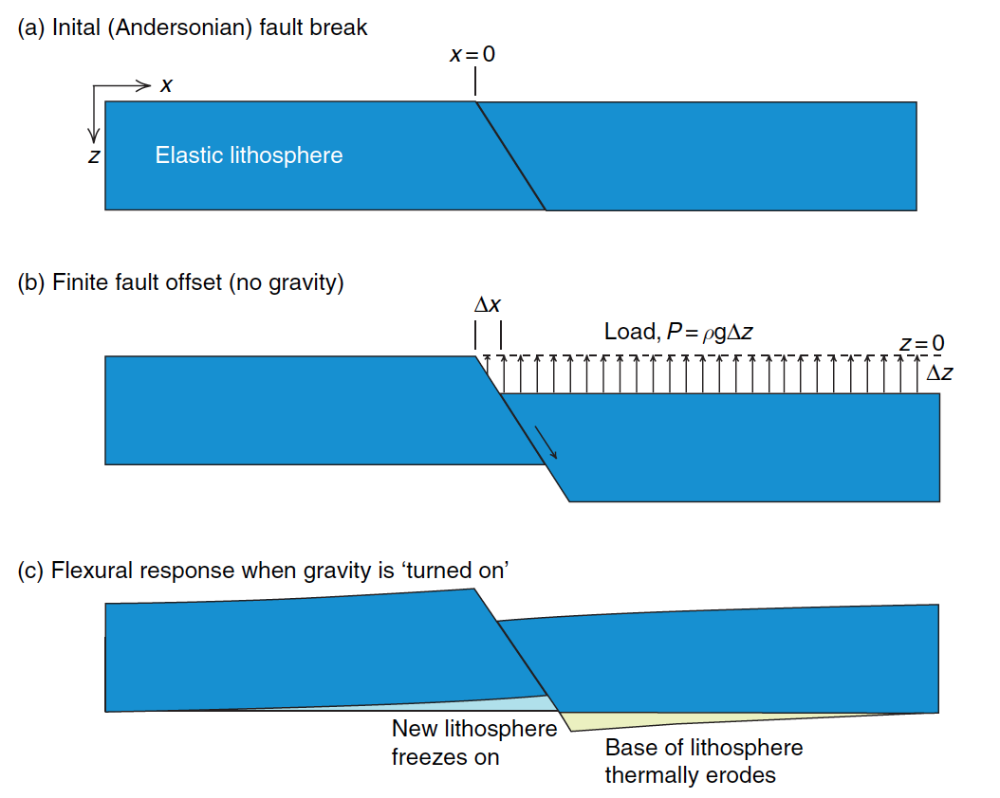 (a) Inital (Andersonian) fault break
x = 0
x
z
Elastic lithosphere
(b) Finite fault offset (no gravity)
Δx
Load, P = ρgΔz
z = 0
Δz
(c) Flexural response when gravity is ‘turned on’
New lithosphere
freezes on
Base of lithosphere
thermally erodes